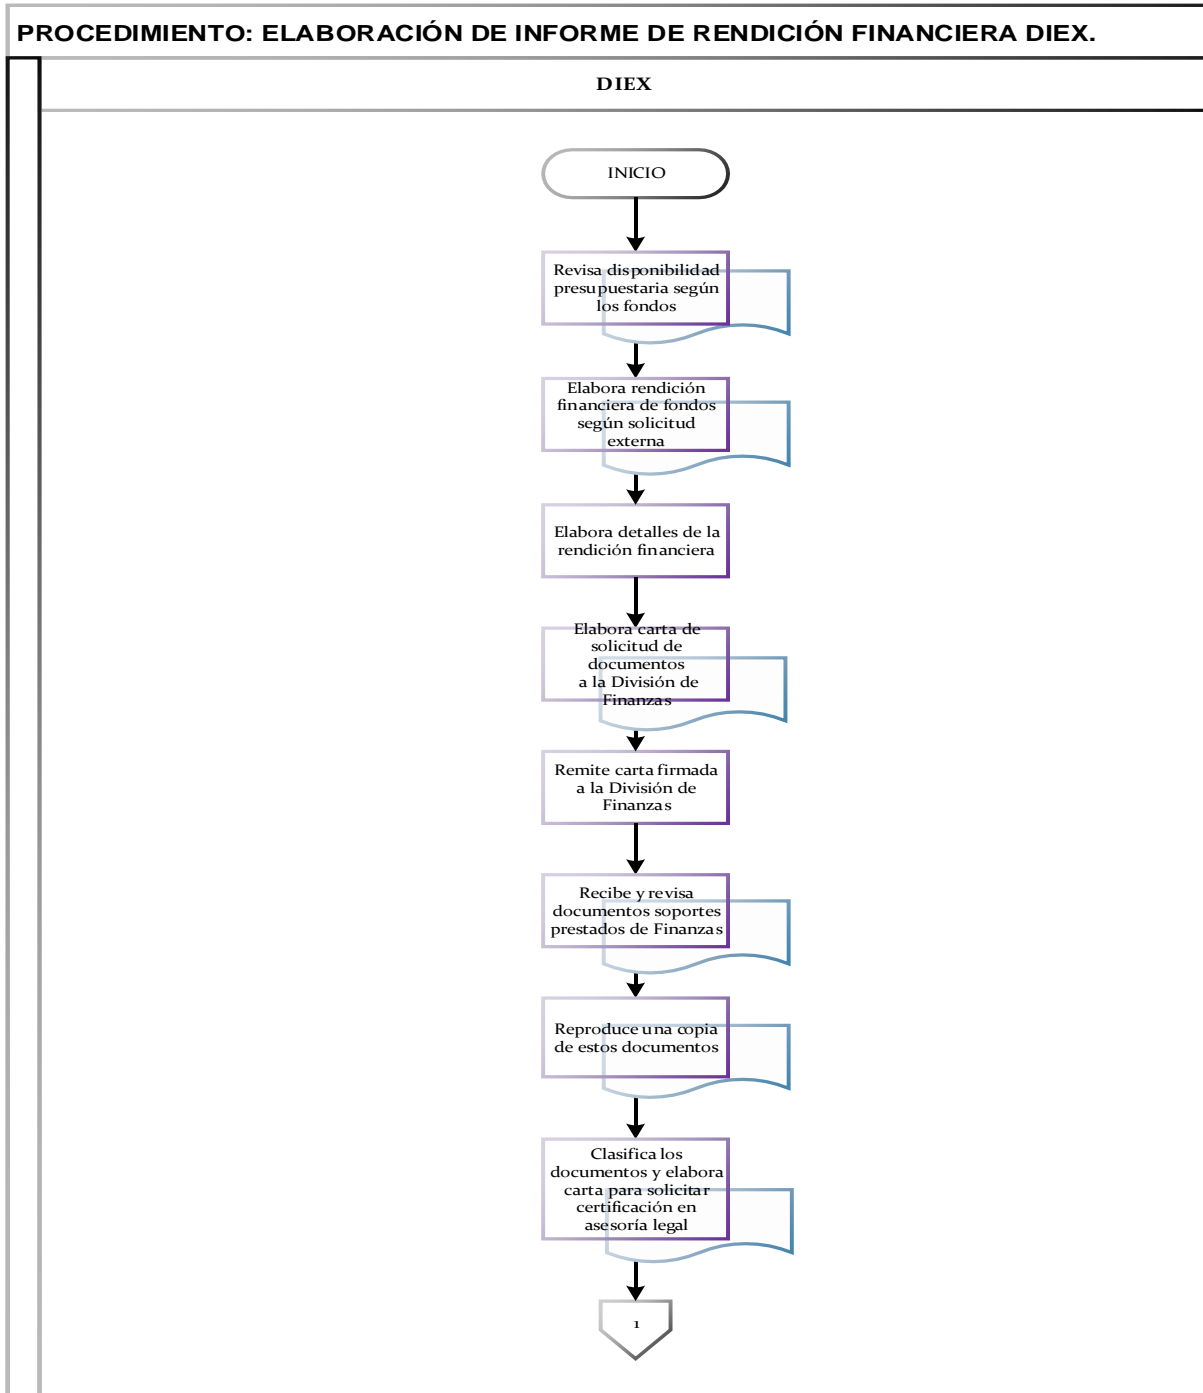 PROCEDIMIENTO: ELABORACIÓN DE INFORME DE RENDICIÓN FINANCIERA DIEX.
DIEX
INICIO
Revisa disponibilidad
presupuestaria según
los fondos
Elabora rendición
financiera de fondos
según solicitud
externa
Elabora detalles de la
rendición financiera
Elabora carta de
solicitud de
documentos
a la División de
Finanzas
Remite carta firmada
a la División de
Finanzas
Recibe y revisa
documentos soportes
prestados de Finanzas
Reproduce una copia
de estos documentos
Clasifica los
documentos y elabora
carta para solicitar
certificación en
asesoría legal
1